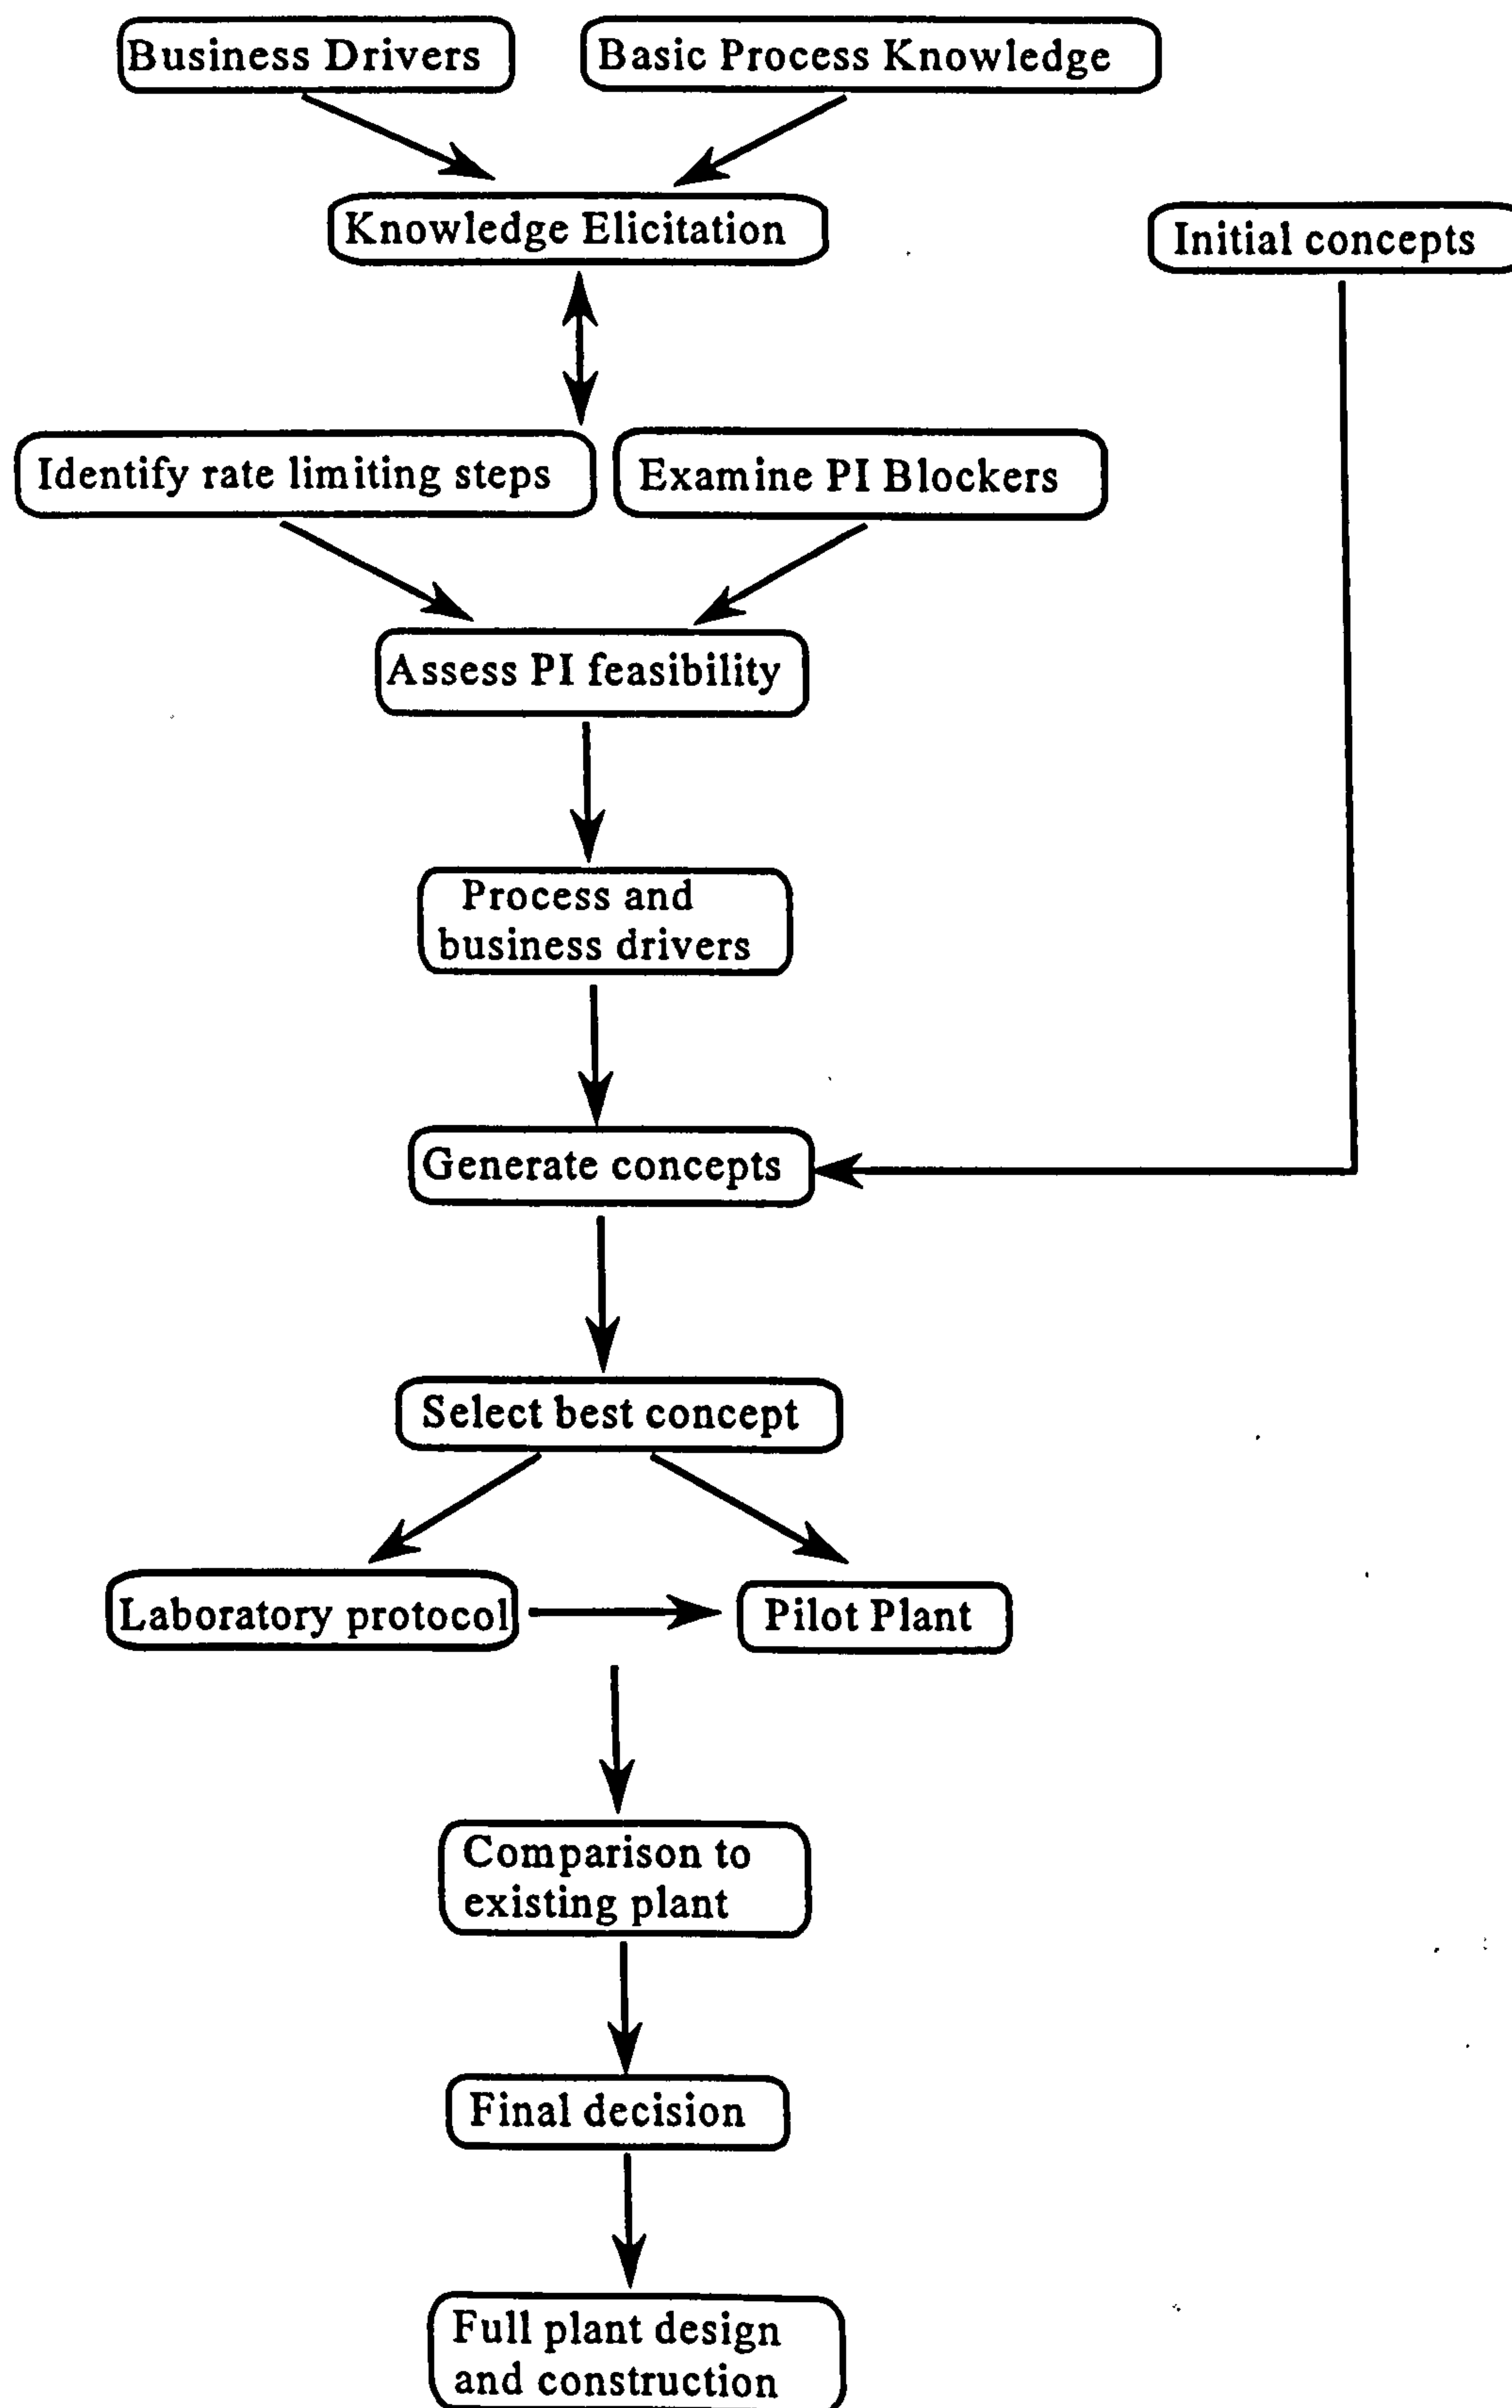 Business Drivers
Basic Process Knowledge
Knowledge Elicitation
Initial concepts
Identify rate limiting steps
Examine PI Blockers
Assess PI feasibility
Process and
business drivers
Generate concepts
Select best concept
Laboratory protocol
Pilot Plant
Comparison to
existing plant
Final decision
Full plant design
and construction